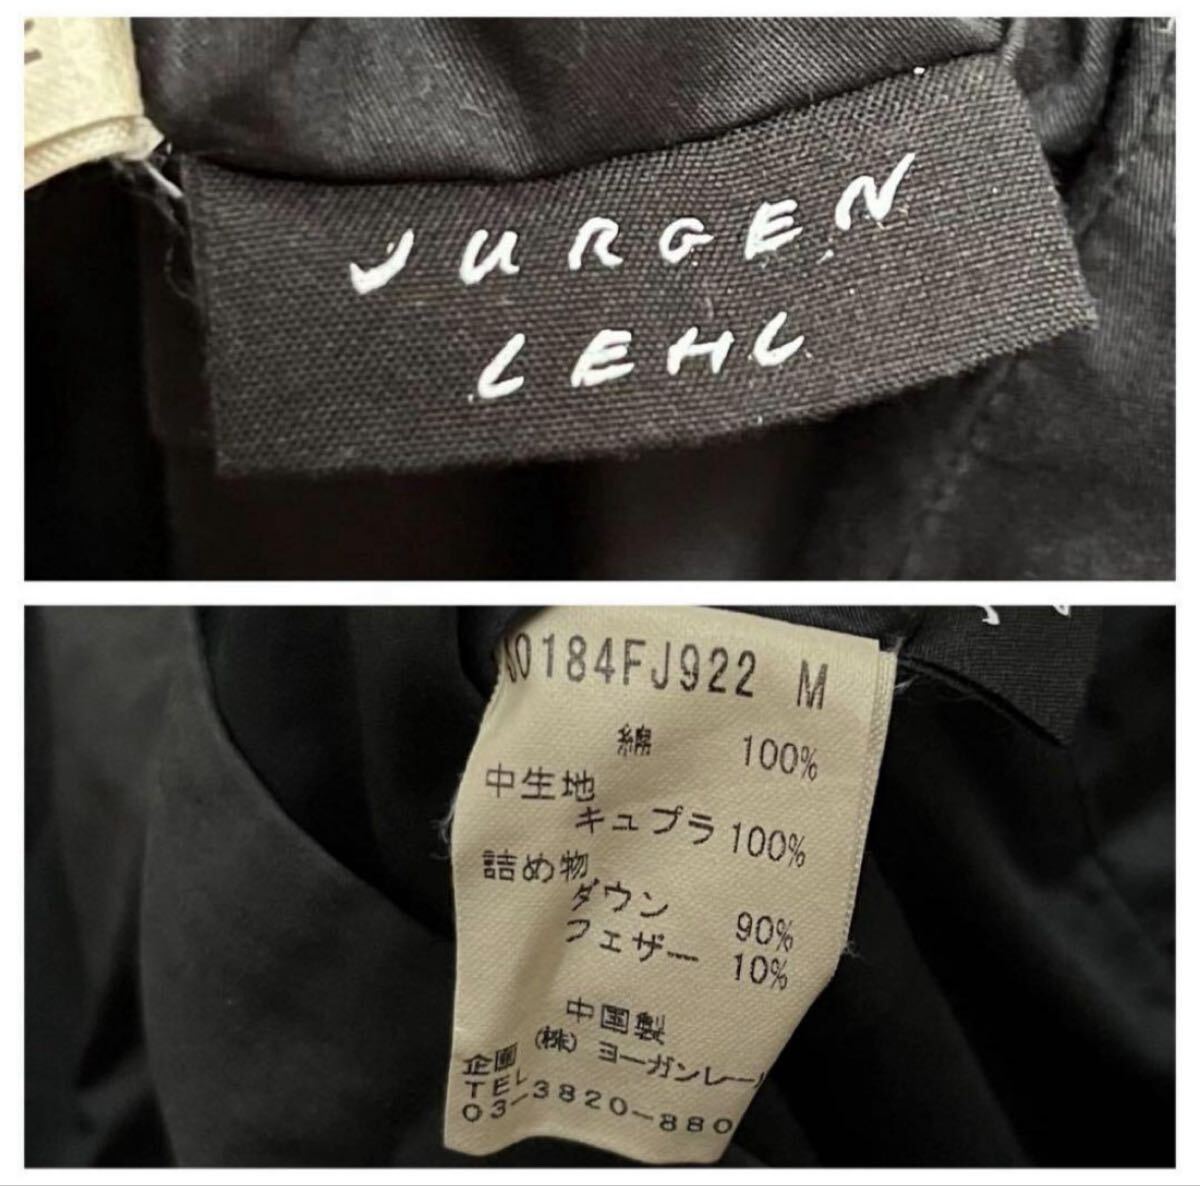 JURGEN
LEHL
0184FJ922 M
綿 100%
中生地
キュプラ 100%
詰め物
ダウン 90%
フェザー 10%
中国製
企画 (株) ヨーガンレール
TEL
03-3820-880